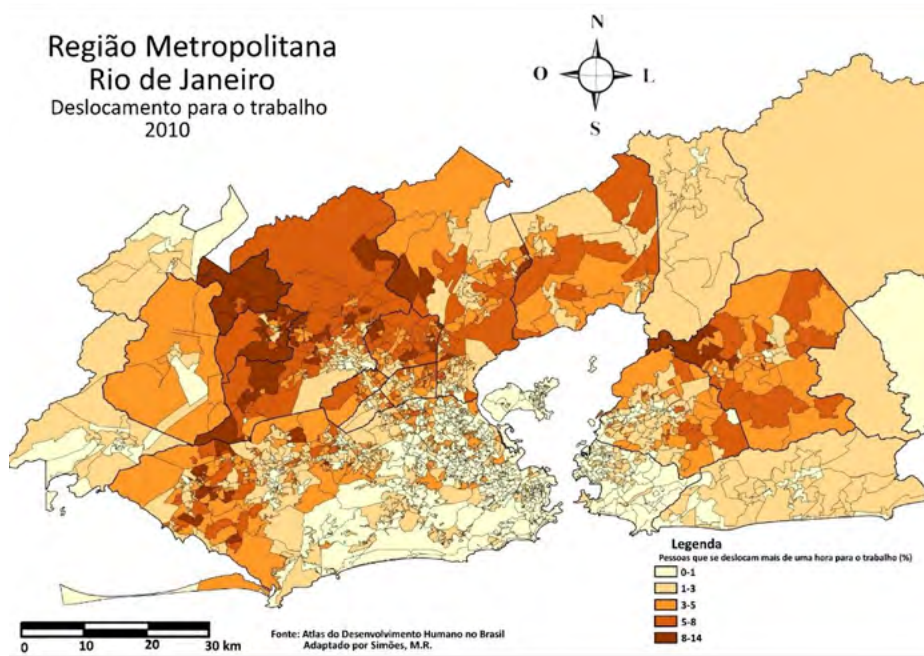 Região Metropolitana
Rio de Janeiro
Deslocamento para o trabalho
2010
N
O
L
S
Legenda
Pessoas que se deslocam mais de uma hora para o trabalho (%)
0-1
1-3
3-5
5-8
8-14
0 10 20 30 km
Fonte: Atlas do Desenvolvimento Humano no Brasil
Adaptado por Simões, M.R.